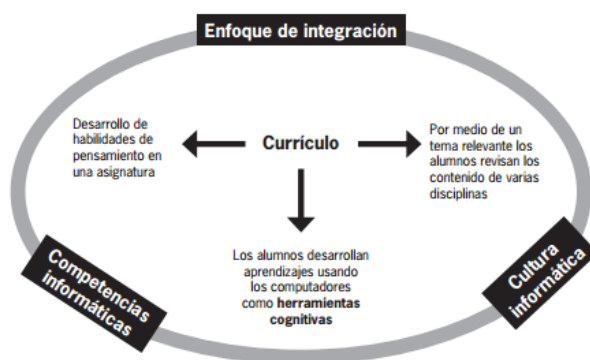 Enfoque de integración
Desarrollo de
habilidades de
pensamiento en
una asignatura
Currículo
Por medio de un
tema relevante los
alumnos revisan los
contenido de varias
disciplinas
Los alumnos desarrollan
aprendizajes usando
los computadores
como herramientas
cognitivas
Competencias
informáticas
Cultura
informática